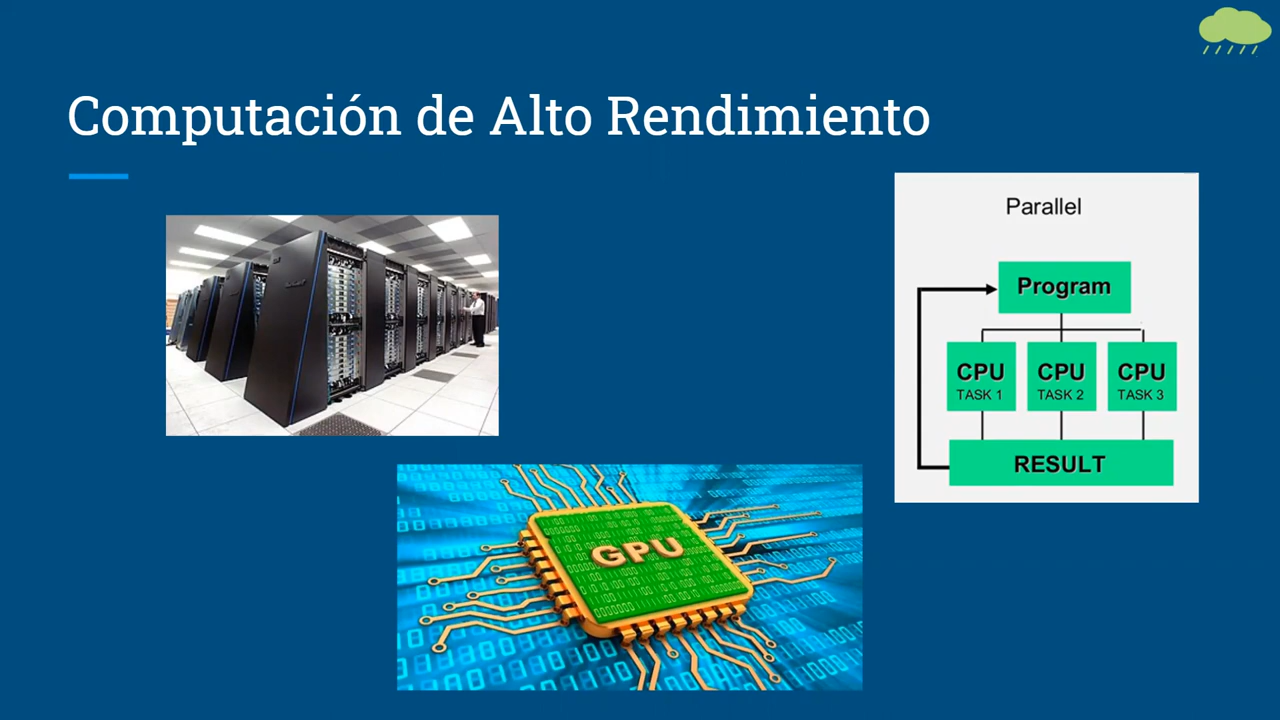 Computación de Alto Rendimiento
Parallel
Program
CPU CPU CPU
TASK 1 TASK 2 TASK 3
RESULT
GPU